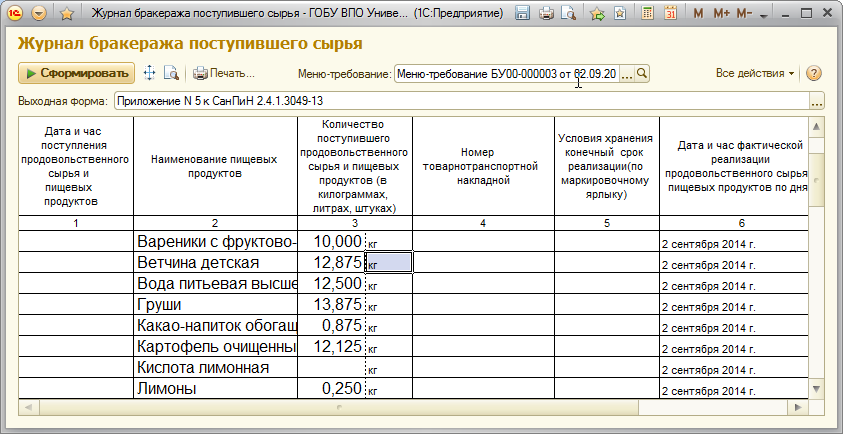 Журнал бракеража поступившего сырья - ГОБУ ВПО Униве... (1С:Предприятие)
M M+ M-
31
Журнал бракеража поступившего сырья
Сформировать
Печать...
Меню-требование:
Меню-требование БУ00-000003 от 02.09.20
...
Все действия
?
Выходная форма:
Приложение N 5 к СанПиН 2.4.1.3049-13
...
Дата и час
поступления
продовольственного
сырья и
пищевых
продуктов
Наименование пищевых
продуктов
Количество
поступившего
продовольственного
сырья и пищевых
продуктов (в
килограммах,
литрах, штуках)
Номер
товарнотранспортной
накладной
Условия хранения
конечный срок
реализации(по
маркировочному
ярлыку)
Дата и час фактической
реализации
продовольственного сырья
пищевых продуктов по дня
1 2 3 4 5 6
Вареники с фруктово- 10,000 кг 2 сентября 2014 г.
Ветчина детская 12,875 кг 2 сентября 2014 г.
Вода питьевая высше 12,500 кг 2 сентября 2014 г.
Груши 13,875 кг 2 сентября 2014 г.
Какао-напиток обогащ 0,875 кг 2 сентября 2014 г.
Картофель очищенны 12,125 кг 2 сентября 2014 г.
Кислота лимонная кг 2 сентября 2014 г.
Лимоны 0,250 кг 2 сентября 2014 г.